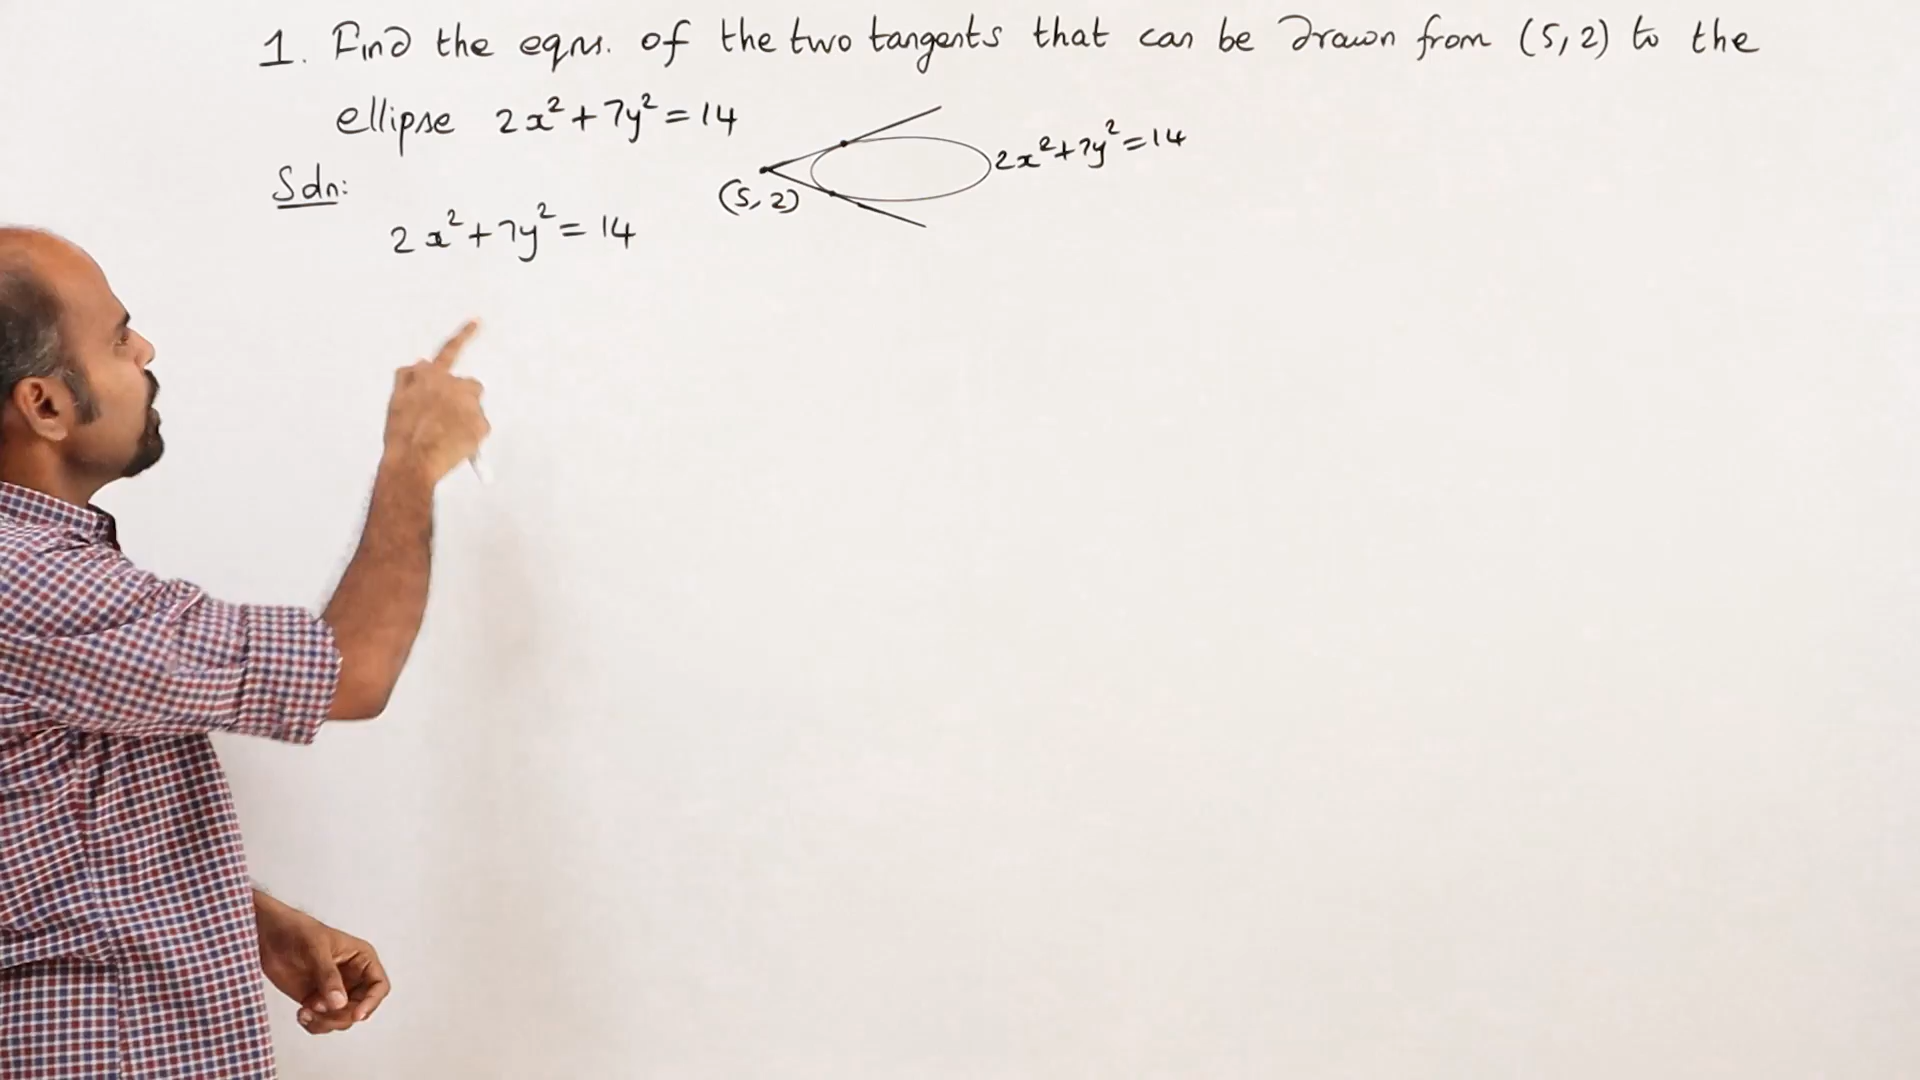 1. Find the eqns. of the two tangents that can be drawn from (5, 2) to the
ellipse 2x² + 7y² = 14
2x² + 7y² = 14
(5, 2)
Soln:
2x² + 7y² = 14